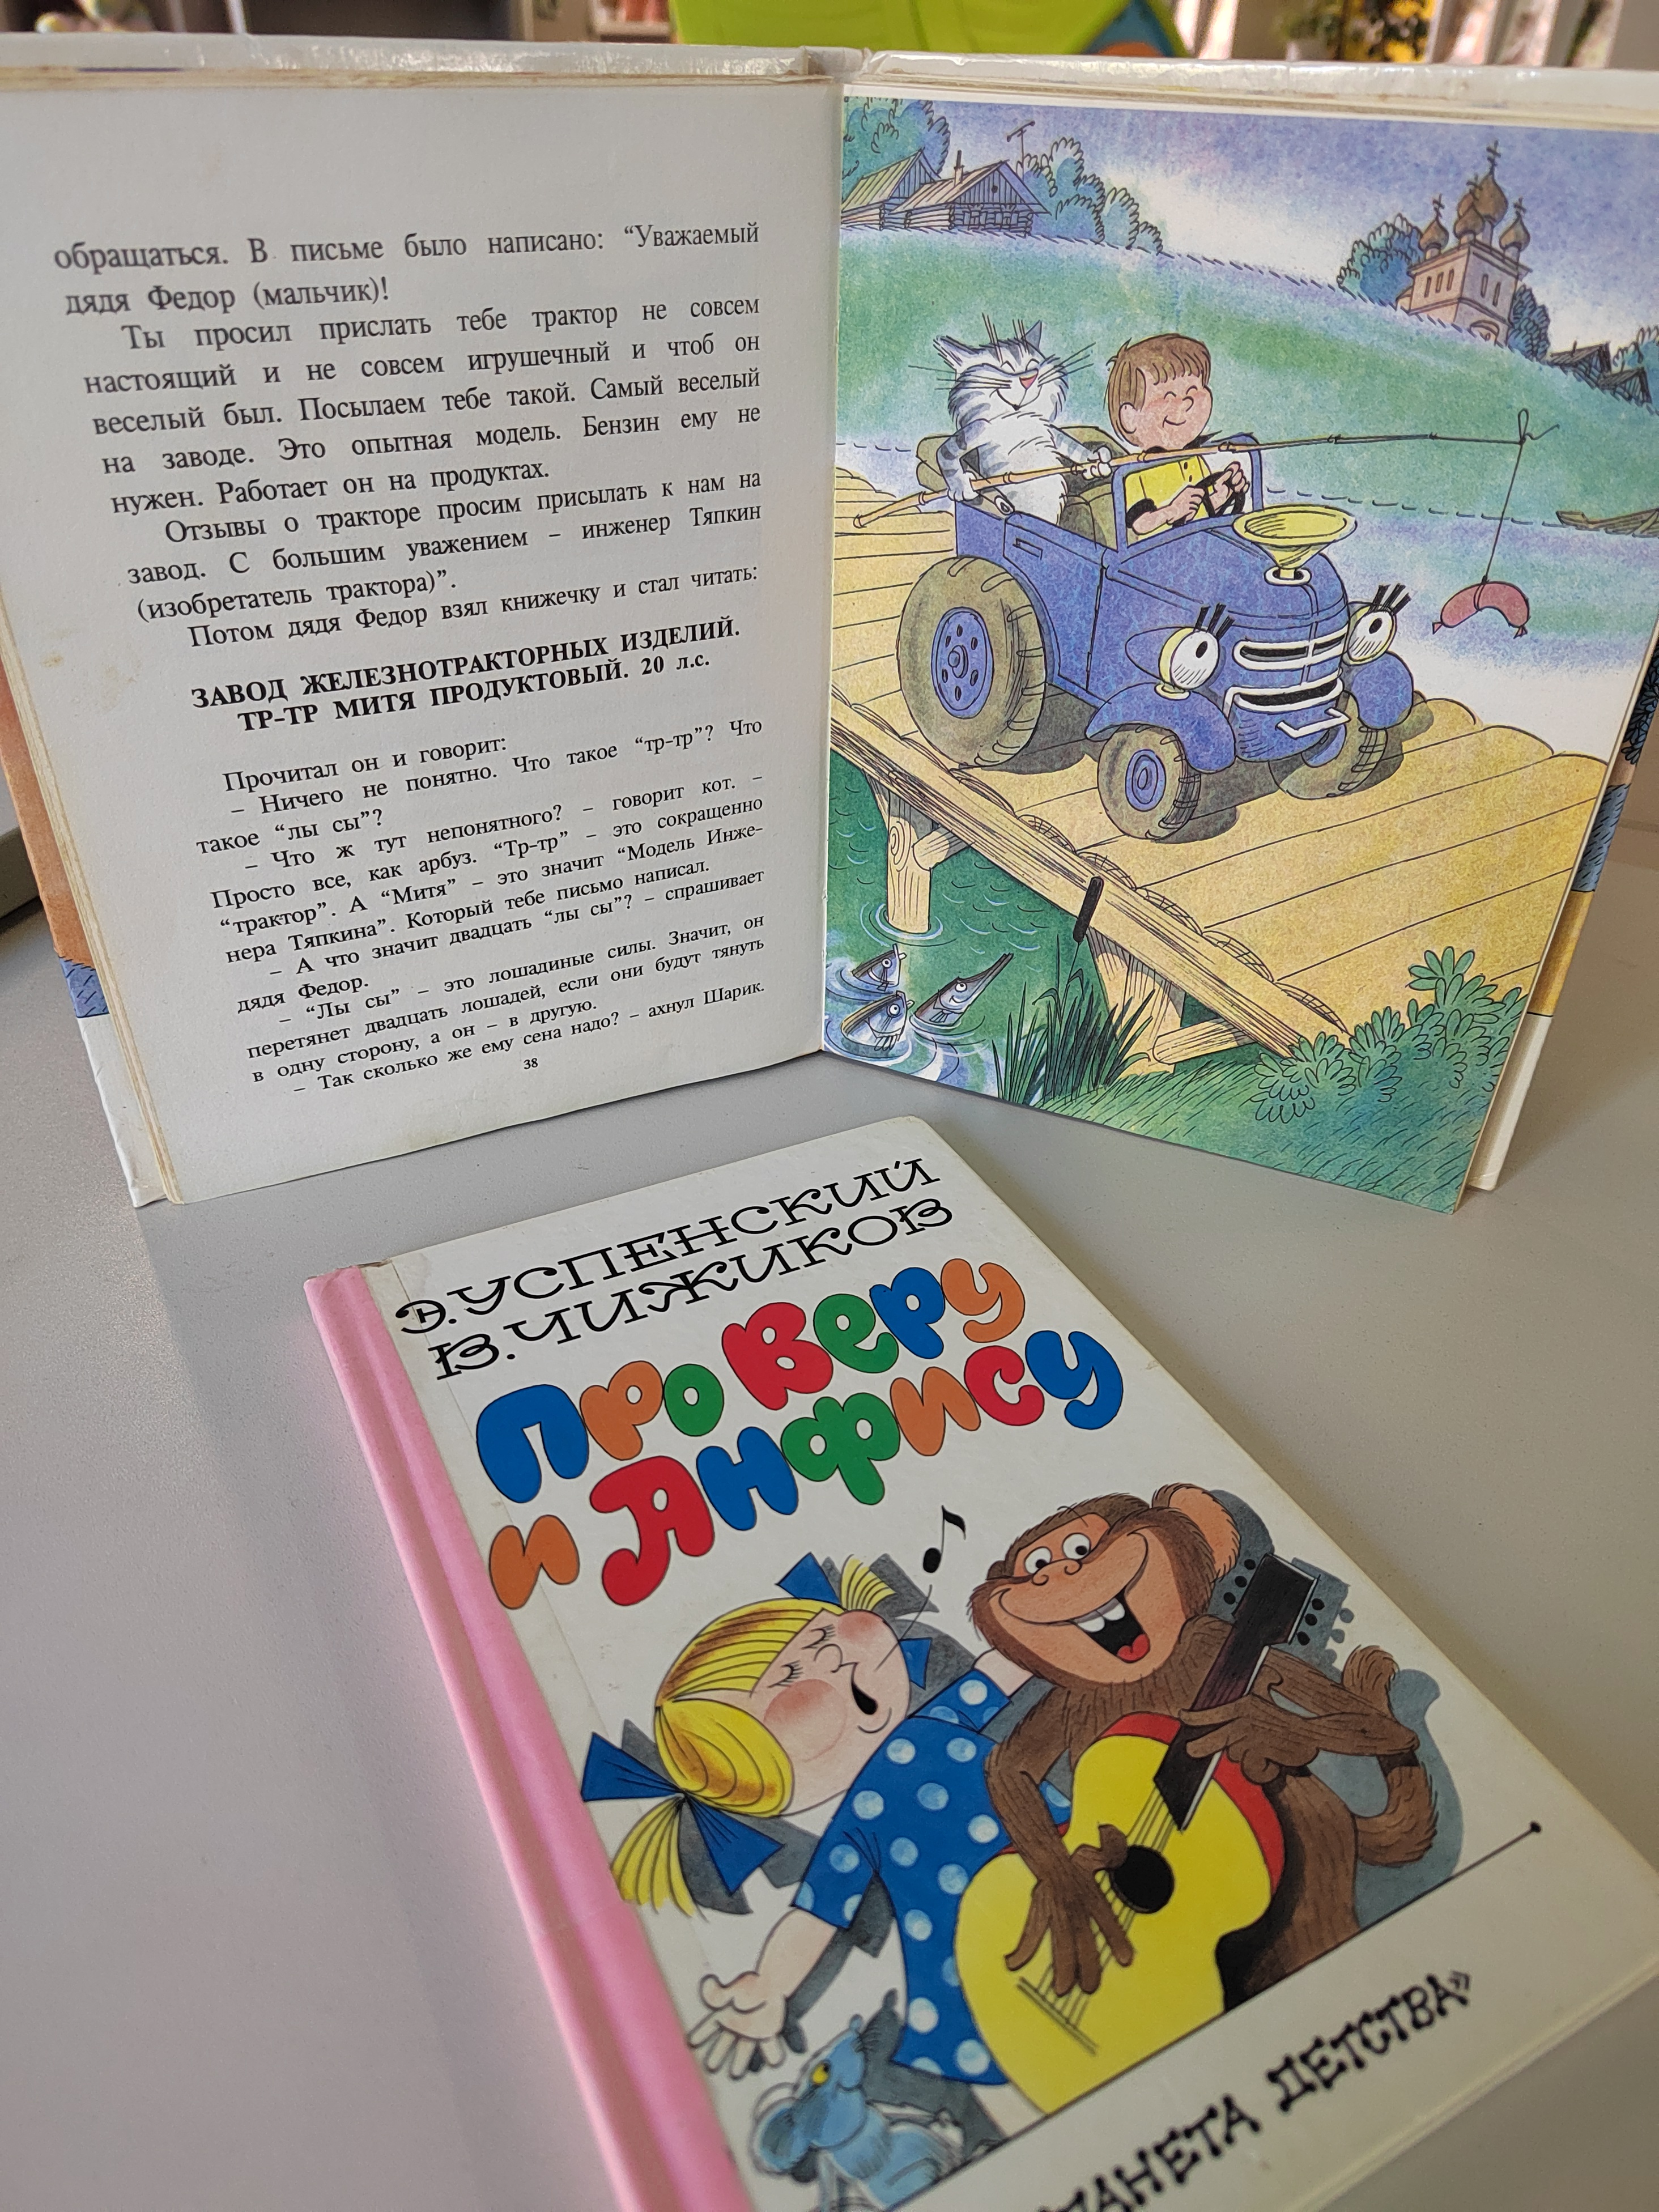 обращаться. В письме было написано: “Уважаемый
дядя Федор (мальчик)!
Ты просил прислать тебе трактор не совсем
настоящий и не совсем игрушечный и чтоб он
веселый был. Посылаем тебе такой. Самый веселый
на заводе. Это опытная модель. Бензин ему не
нужен. Работает он на продуктах.
Отзывы о тракторе просим присылать к нам на
завод. С большим уважением – инженер Тяпкин
(изобретатель трактора)”.
Потом дядя Федор взял книжечку и стал читать:
ЗАВОД ЖЕЛЕЗНОТРАКТОРНЫХ ИЗДЕЛИЙ.
ТР-ТР МИТЯ ПРОДУКТОВЫЙ. 20 л.с.
Прочитал он и говорит:
– Ничего не понятно. Что такое “тр-тр”? Что
такое “лы сы”?
– Что ж тут непонятного? – говорит кот. –
Просто все, как арбуз. “Тр-тр” – это сокращенно
“трактор”. А “Митя” – это значит “Модель Инже-
нера Тяпкина”. Который тебе письмо написал.
– А что значит двадцать “лы сы”? – спрашивает
дядя Федор.
– “Лы сы” – это лошадиные силы. Значит, он
перетянет двадцать лошадей, если они будут тянуть
в одну сторону, а он – в другую.
– Так сколько же ему сена надо? – ахнул Шарик.
38
Э. УСПЕНСКИЙ
В. ЧИЖИКОВ
Про Веру
и Анфису
ПЛАНЕТА ДЕТСТВА»